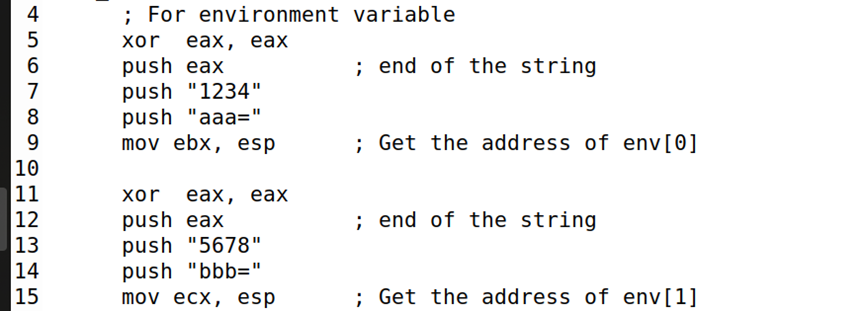 4 ; For environment variable
5 xor  eax, eax
6 push eax          ; end of the string
7 push "1234"
8 push "aaa="
9 mov ebx, esp      ; Get the address of env[0]
10
11 xor  eax, eax
12 push eax          ; end of the string
13 push "5678"
14 push "bbb="
15 mov ecx, esp      ; Get the address of env[1]